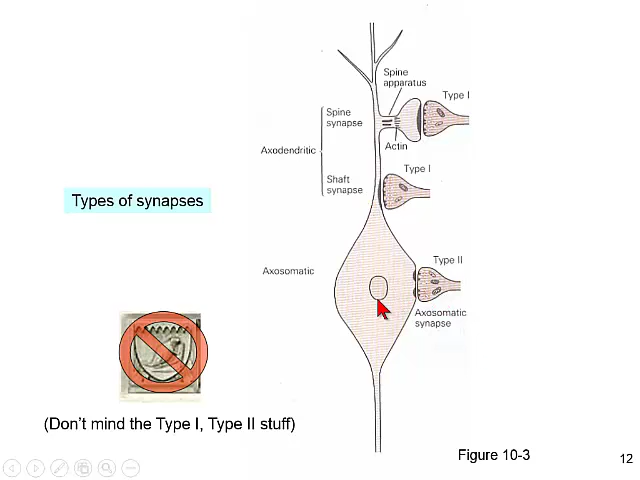 Spine
apparatus
Type I
Spine
synapse
Actin
Axodendritic
Type I
Shaft
synapse
Types of synapses
Type II
Axosomatic
Axosomatic
synapse
(Don't mind the Type I, Type II stuff)
Figure 10-3
12